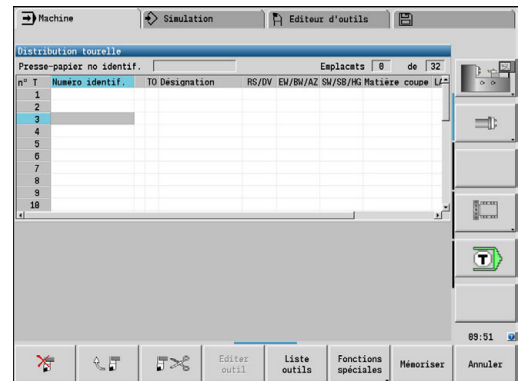 Machine Simulation Editeur d'outils
Distribution tourelle
Presse-papier no identif. Emplacmts 0 de 32
n° T Numéro identif. TO Désignation RS/DV EW/BW/AZ SW/SB/HG Matière coupe
1
2
3
4
5
6
7
8
9
10
T
09:51
Editer outil Liste outils Fonctions spéciales Mémoriser Annuler